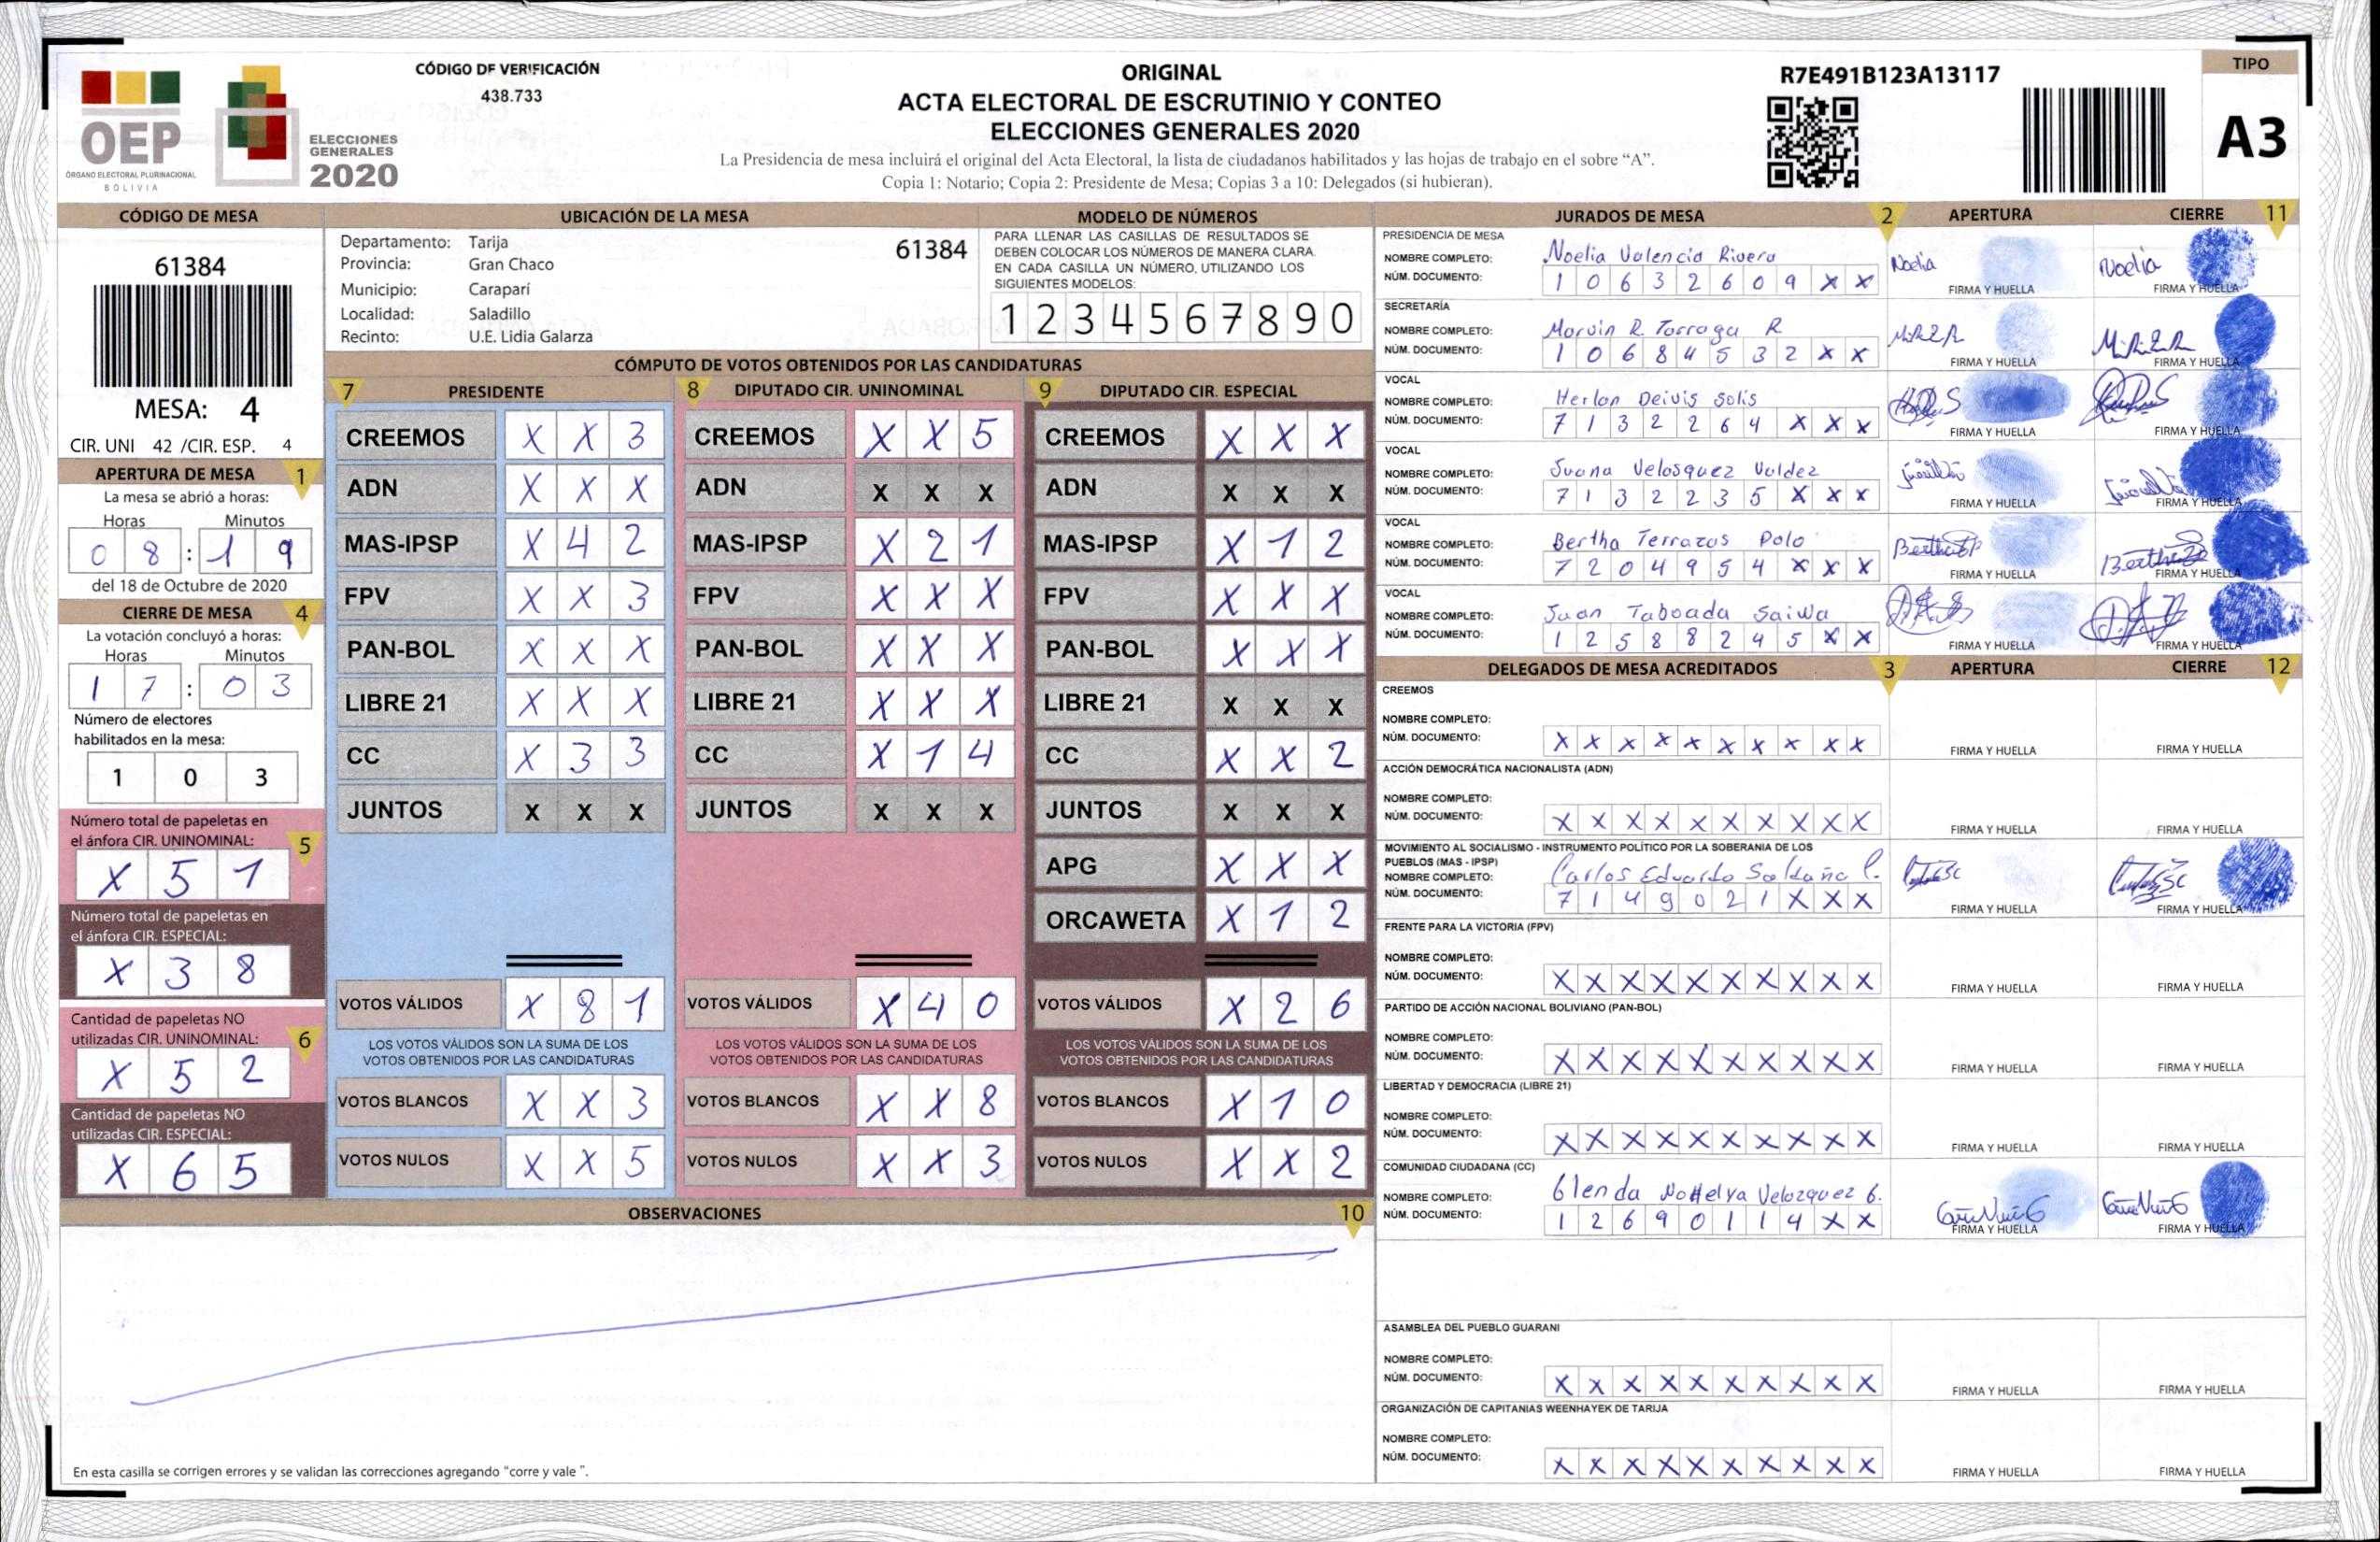 OEP
ÓRGANO ELECTORAL PLURINACIONAL
BOLIVIA
ELECCIONES
GENERALES
2020
CÓDIGO DE VERIFICACIÓN
438.733
ORIGINAL
ACTA ELECTORAL DE ESCRUTINIO Y CONTEO
ELECCIONES GENERALES 2020
La Presidencia de mesa incluirá el original del Acta Electoral, la lista de ciudadanos habilitados y las hojas de trabajo en el sobre “A”.
Copia 1: Notario; Copia 2: Presidente de Mesa; Copias 3 a 10: Delegados (si hubieran).
R7E491B123A13117
TIPO
A3
CÓDIGO DE MESA
61384
MESA: 4
CIR. UNI 42 /CIR. ESP. 4
APERTURA DE MESA 1
La mesa se abrió a horas:
Horas Minutos
0 8 : 1 9
del 18 de Octubre de 2020
CIERRE DE MESA 4
La votación concluyó a horas:
Horas Minutos
1 7 : 0 3
Número de electores
habilitados en la mesa:
1 0 3
Número total de papeletas en
el ánfora CIR. UNINOMINAL: 5
X 5 1
Número total de papeletas en
el ánfora CIR. ESPECIAL:
X 3 8
Cantidad de papeletas NO
utilizadas CIR. UNINOMINAL: 6
X 5 2
Cantidad de papeletas NO
utilizadas CIR. ESPECIAL:
X 6 5
UBICACIÓN DE LA MESA
Departamento: Tarija 61384
Provincia: Gran Chaco
Municipio: Caraparí
Localidad: Saladillo
Recinto: U.E. Lidia Galarza
MODELO DE NÚMEROS
PARA LLENAR LAS CASILLAS DE RESULTADOS SE
DEBEN COLOCAR LOS NÚMEROS DE MANERA CLARA.
EN CADA CASILLA UN NÚMERO, UTILIZANDO LOS
SIGUIENTES MODELOS:
1 2 3 4 5 6 7 8 9 0
CÓMPUTO DE VOTOS OBTENIDOS POR LAS CANDIDATURAS
7 PRESIDENTE
CREEMOS X X 3
ADN X X X
MAS-IPSP X 4 2
FPV X X 3
PAN-BOL X X X
LIBRE 21 X X X
CC X 3 3
JUNTOS X X X
VOTOS VÁLIDOS X 8 1
LOS VOTOS VÁLIDOS SON LA SUMA DE LOS
VOTOS OBTENIDOS POR LAS CANDIDATURAS
VOTOS BLANCOS X X 3
VOTOS NULOS X X 5
8 DIPUTADO CIR. UNINOMINAL
CREEMOS X X 5
ADN X X X
MAS-IPSP X 2 1
FPV X X X
PAN-BOL X X X
LIBRE 21 X X X
CC X 1 4
JUNTOS X X X
VOTOS VÁLIDOS X 4 0
LOS VOTOS VÁLIDOS SON LA SUMA DE LOS
VOTOS OBTENIDOS POR LAS CANDIDATURAS
VOTOS BLANCOS X X 8
VOTOS NULOS X X 3
9 DIPUTADO CIR. ESPECIAL
CREEMOS X X X
ADN X X X
MAS-IPSP X 1 2
FPV X X X
PAN-BOL X X X
LIBRE 21 X X X
CC X X 2
JUNTOS X X X
APG X X X
ORCAWETA X 1 2
VOTOS VÁLIDOS X 2 6
LOS VOTOS VÁLIDOS SON LA SUMA DE LOS
VOTOS OBTENIDOS POR LAS CANDIDATURAS
VOTOS BLANCOS X 1 0
VOTOS NULOS X X 2
OBSERVACIONES 10
En esta casilla se corrigen errores y se validan las correcciones agregando “corre y vale ”.
JURADOS DE MESA 2 APERTURA CIERRE 11
PRESIDENCIA DE MESA
NOMBRE COMPLETO: Noelia Valencia Rivera Noelia Noelia
NÚM. DOCUMENTO: 1 0 6 3 2 6 0 9 X X FIRMA Y HUELLA FIRMA Y HUELLA
SECRETARÍA
NOMBRE COMPLETO: Marvin R. Tarraga R
NÚM. DOCUMENTO: 1 0 6 8 4 5 3 2 X X FIRMA Y HUELLA FIRMA Y HUELLA
VOCAL
NOMBRE COMPLETO: Herlan Deivis Solis
NÚM. DOCUMENTO: 7 1 3 2 2 6 4 X X X FIRMA Y HUELLA FIRMA Y HUELLA
VOCAL
NOMBRE COMPLETO: Juana Velasquez Valdez
NÚM. DOCUMENTO: 7 1 3 2 2 3 5 X X X FIRMA Y HUELLA FIRMA Y HUELLA
VOCAL
NOMBRE COMPLETO: Bertha Terrazas Polo
NÚM. DOCUMENTO: 7 2 0 4 9 5 4 X X X FIRMA Y HUELLA FIRMA Y HUELLA
VOCAL
NOMBRE COMPLETO: Juan Taboada Saiwa
NÚM. DOCUMENTO: 1 2 5 8 8 2 4 5 X X FIRMA Y HUELLA FIRMA Y HUELLA
DELEGADOS DE MESA ACREDITADOS 3 APERTURA CIERRE 12
CREEMOS
NOMBRE COMPLETO:
NÚM. DOCUMENTO: X X X X X X X X X X FIRMA Y HUELLA FIRMA Y HUELLA
ACCIÓN DEMOCRÁTICA NACIONALISTA (ADN)
NOMBRE COMPLETO:
NÚM. DOCUMENTO: X X X X X X X X X X FIRMA Y HUELLA FIRMA Y HUELLA
MOVIMIENTO AL SOCIALISMO - INSTRUMENTO POLÍTICO POR LA SOBERANIA DE LOS
PUEBLOS (MAS - IPSP)
NOMBRE COMPLETO: Carlos Eduardo Saldaña C.
NÚM. DOCUMENTO: 7 1 4 9 0 2 1 X X X FIRMA Y HUELLA FIRMA Y HUELLA
FRENTE PARA LA VICTORIA (FPV)
NOMBRE COMPLETO:
NÚM. DOCUMENTO: X X X X X X X X X X FIRMA Y HUELLA FIRMA Y HUELLA
PARTIDO DE ACCIÓN NACIONAL BOLIVIANO (PAN-BOL)
NOMBRE COMPLETO:
NÚM. DOCUMENTO: X X X X X X X X X X FIRMA Y HUELLA FIRMA Y HUELLA
LIBERTAD Y DEMOCRACIA (LIBRE 21)
NOMBRE COMPLETO:
NÚM. DOCUMENTO: X X X X X X X X X X FIRMA Y HUELLA FIRMA Y HUELLA
COMUNIDAD CIUDADANA (CC)
NOMBRE COMPLETO: Glenda Velazquez G.
NÚM. DOCUMENTO: 1 2 6 9 0 1 1 4 X X FIRMA Y HUELLA FIRMA Y HUELLA
ASAMBLEA DEL PUEBLO GUARANI
NOMBRE COMPLETO:
NÚM. DOCUMENTO: X X X X X X X X X X FIRMA Y HUELLA FIRMA Y HUELLA
ORGANIZACIÓN DE CAPITANIAS WEENHAYEK DE TARIJA
NOMBRE COMPLETO:
NÚM. DOCUMENTO: X X X X X X X X X X FIRMA Y HUELLA FIRMA Y HUELLA